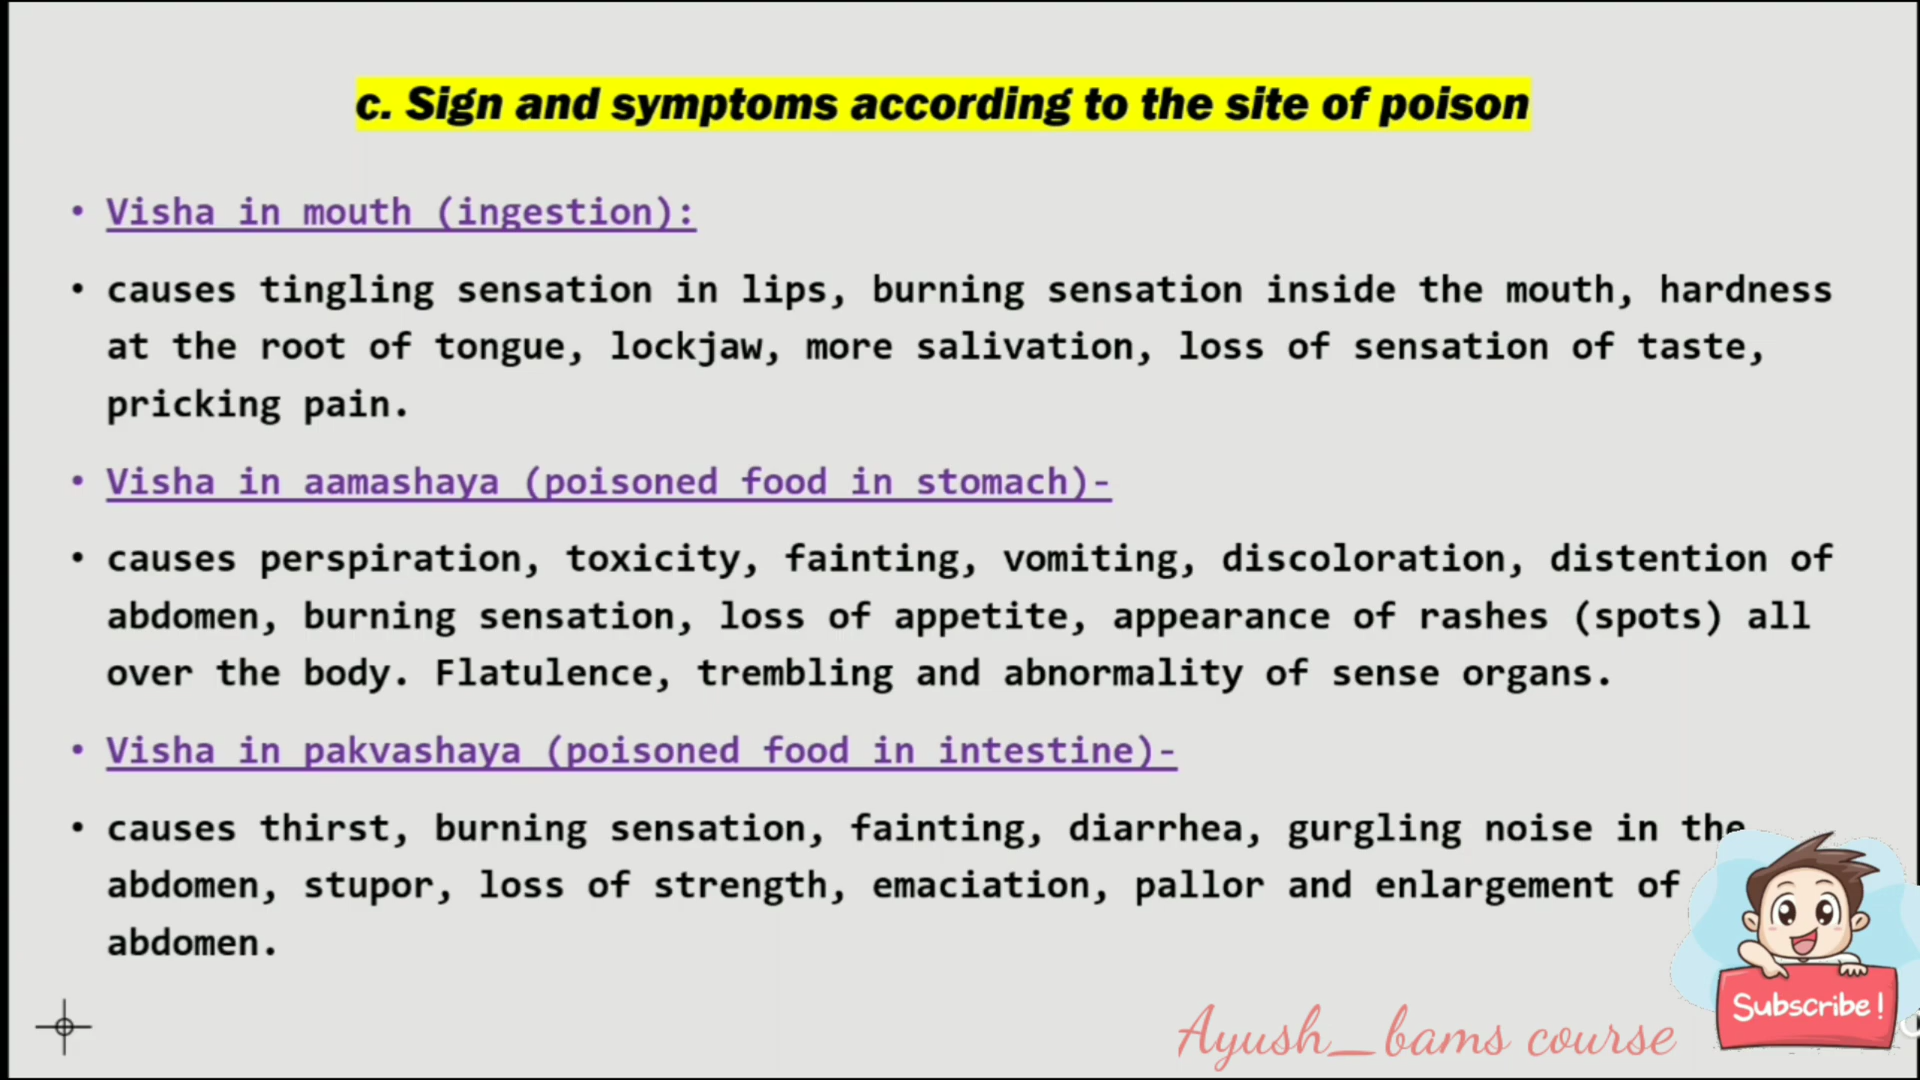 c. Sign and symptoms according to the site of poison
• Visha in mouth (ingestion):
• causes tingling sensation in lips, burning sensation inside the mouth, hardness
at the root of tongue, lockjaw, more salivation, loss of sensation of taste,
pricking pain.
• Visha in aamashaya (poisoned food in stomach)-
• causes perspiration, toxicity, fainting, vomiting, discoloration, distention of
abdomen, burning sensation, loss of appetite, appearance of rashes (spots) all
over the body. Flatulence, trembling and abnormality of sense organs.
• Visha in pakvashaya (poisoned food in intestine)-
• causes thirst, burning sensation, fainting, diarrhea, gurgling noise in the
abdomen, stupor, loss of strength, emaciation, pallor and enlargement of
abdomen.
Subscribe!
Ayush_bams course